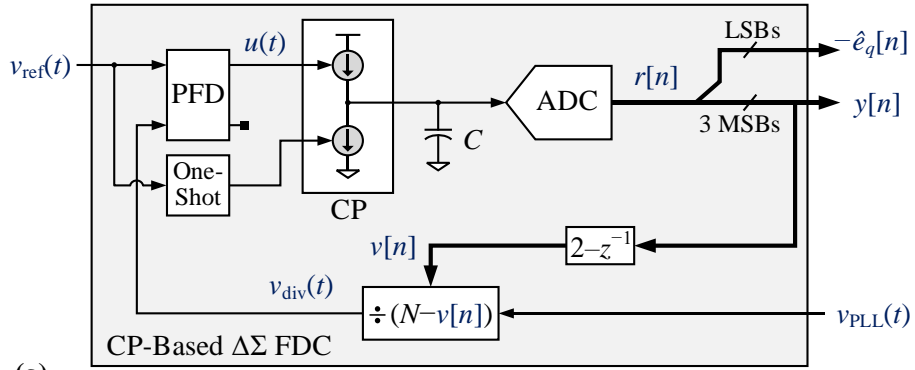 LSBs
−ê_q[n]
u(t)
v_ref(t)
PFD
ADC
r[n]
y[n]
3 MSBs
C
One-
Shot
CP
v[n]
2−z⁻¹
v_div(t)
÷(N−v[n])
v_PLL(t)
CP-Based ΔΣ FDC